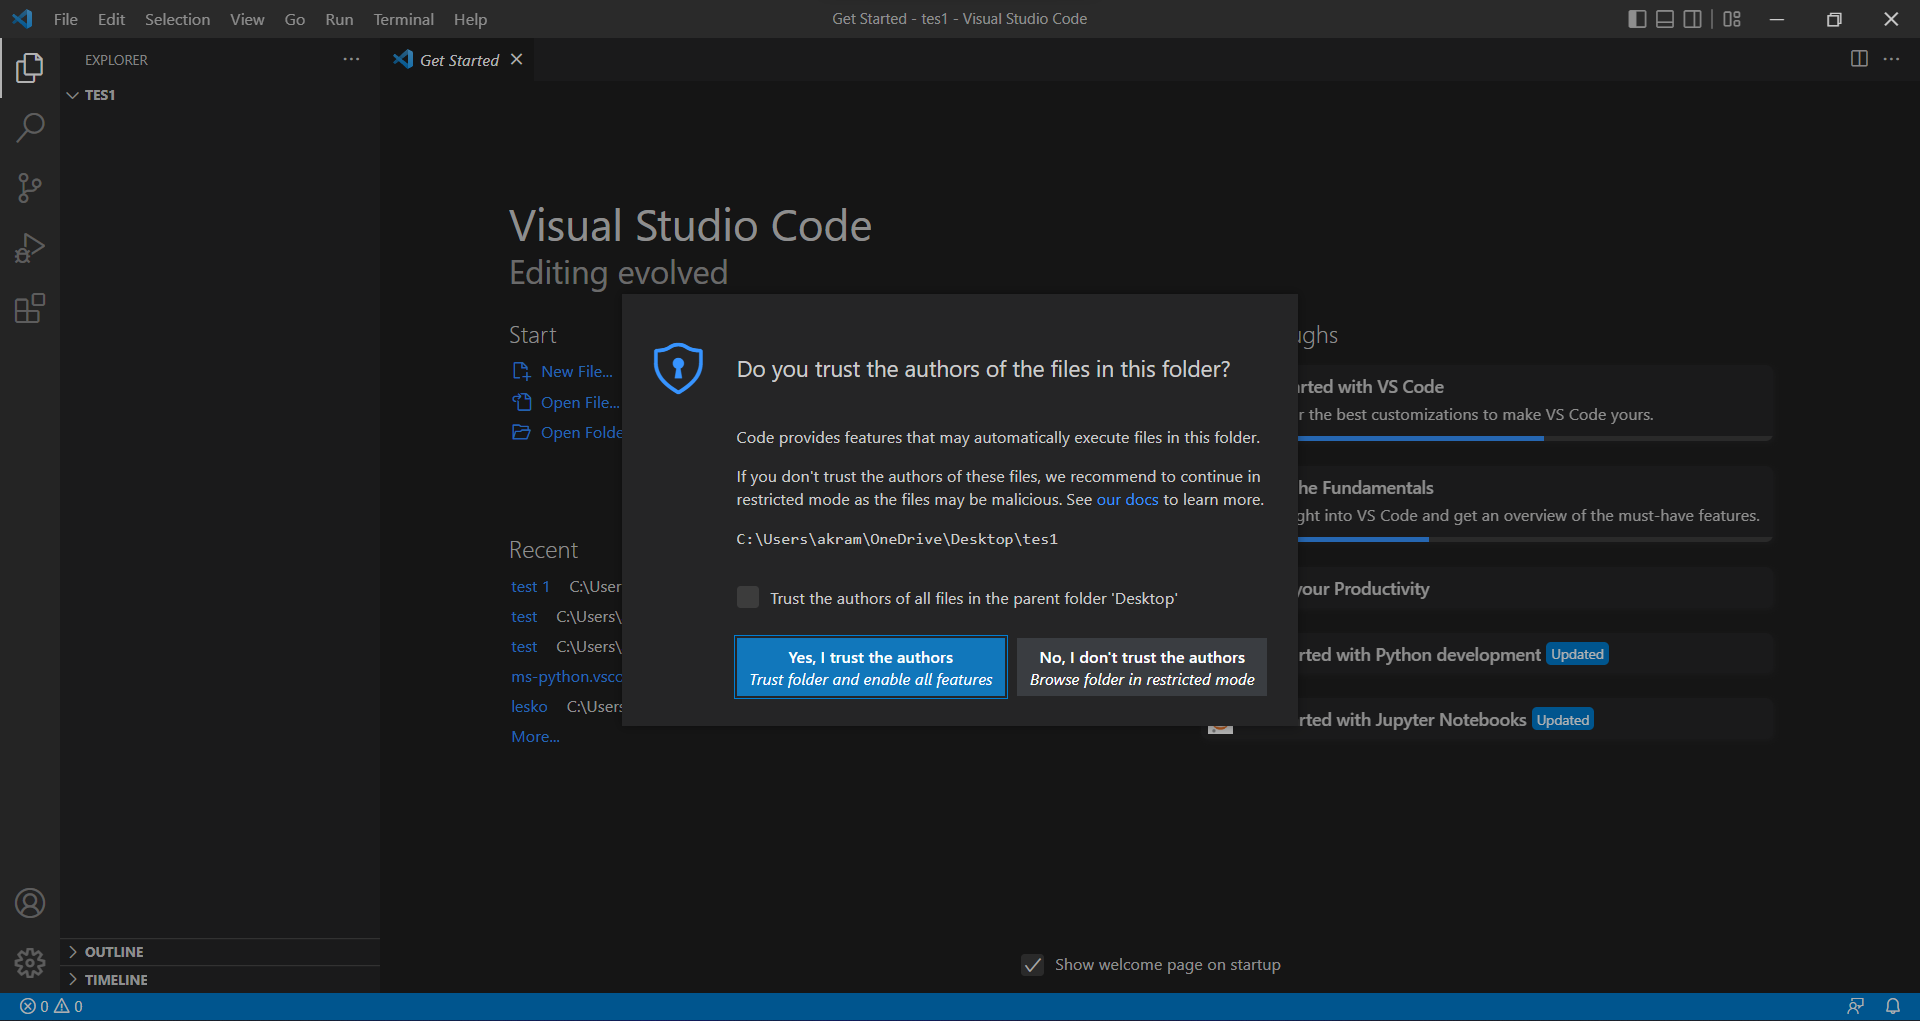 File Edit Selection View Go Run Terminal Help
Get Started - tes1 - Visual Studio Code
EXPLORER
Get Started
TES1
Visual Studio Code
Editing evolved
Start
New File...
Open File...
Open Folde
Recent
test 1 C:\User
test C:\Users\
test C:\Users\
ms-python.vscc
lesko C:\Users
More...
Do you trust the authors of the files in this folder?
Code provides features that may automatically execute files in this folder.
If you don't trust the authors of these files, we recommend to continue in
restricted mode as the files may be malicious. See our docs to learn more.
C:\Users\akram\OneDrive\Desktop\tes1
Trust the authors of all files in the parent folder 'Desktop'
Yes, I trust the authors
Trust folder and enable all features
No, I don't trust the authors
Browse folder in restricted mode
ughs
rted with VS Code
r the best customizations to make VS Code yours.
he Fundamentals
ght into VS Code and get an overview of the must-have features.
your Productivity
rted with Python development Updated
rted with Jupyter Notebooks Updated
Show welcome page on startup
OUTLINE
TIMELINE
0 0